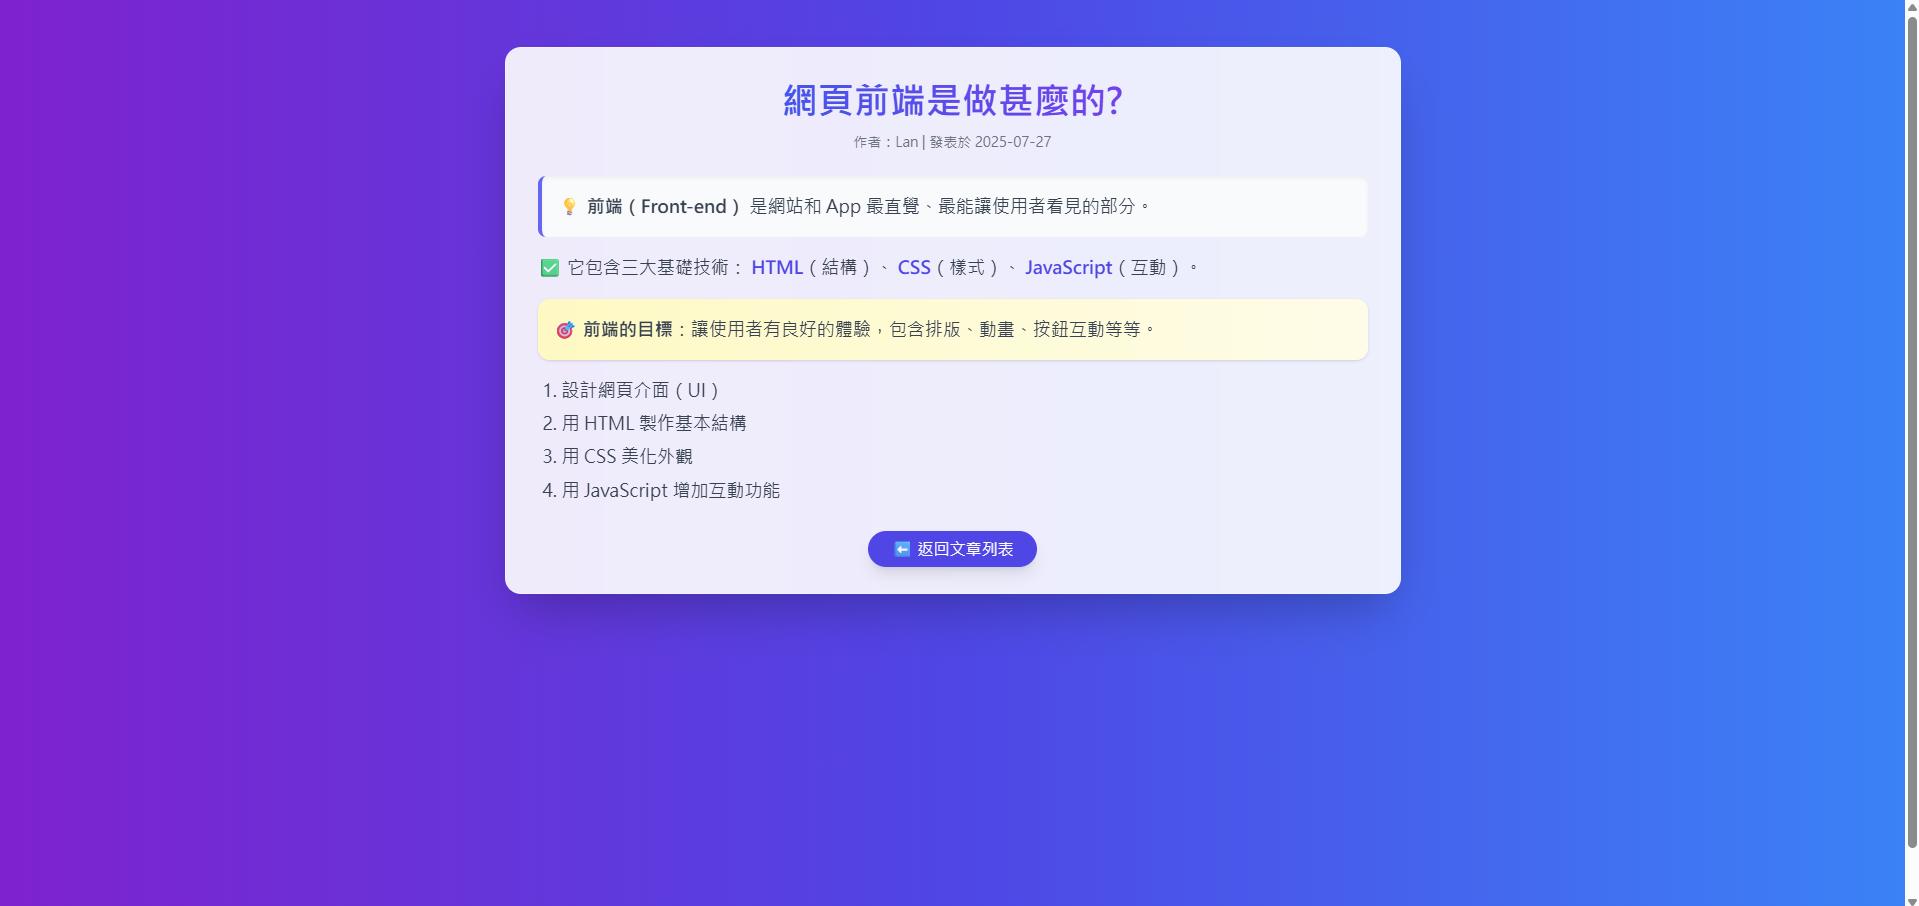 網頁前端是做甚麼的?
作者：Lan | 發表於 2025-07-27
💡 前端（Front-end）是網站和 App 最直覺、最能讓使用者看見的部分。
✅ 它包含三大基礎技術：HTML（結構）、CSS（樣式）、JavaScript（互動）。
🎯 前端的目標：讓使用者有良好的體驗，包含排版、動畫、按鈕互動等等。
1. 設計網頁介面（UI）
2. 用 HTML 製作基本結構
3. 用 CSS 美化外觀
4. 用 JavaScript 增加互動功能
⬅️ 返回文章列表